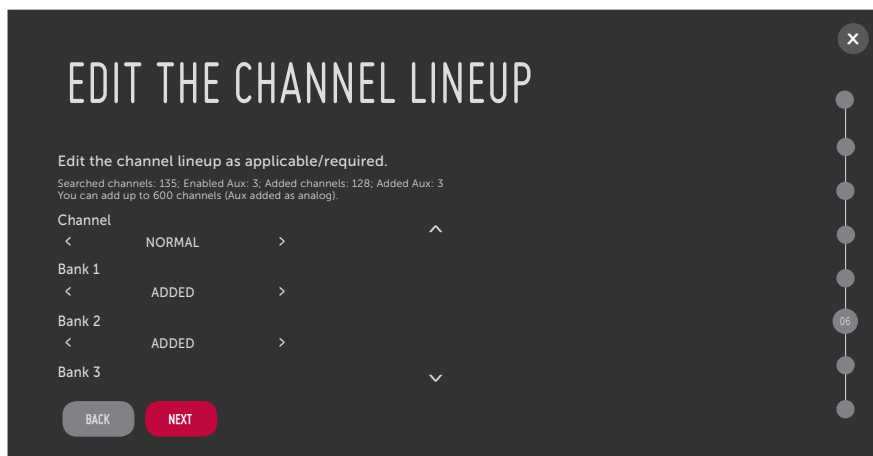 X
EDIT THE CHANNEL LINEUP
Edit the channel lineup as applicable/required.
Searched channels: 135; Enabled Aux: 3; Added channels: 128; Added Aux: 3
You can add up to 600 channels (Aux added as analog).
Channel
< NORMAL >
Bank 1
< ADDED >
Bank 2
< ADDED >
06
Bank 3
BACK NEXT